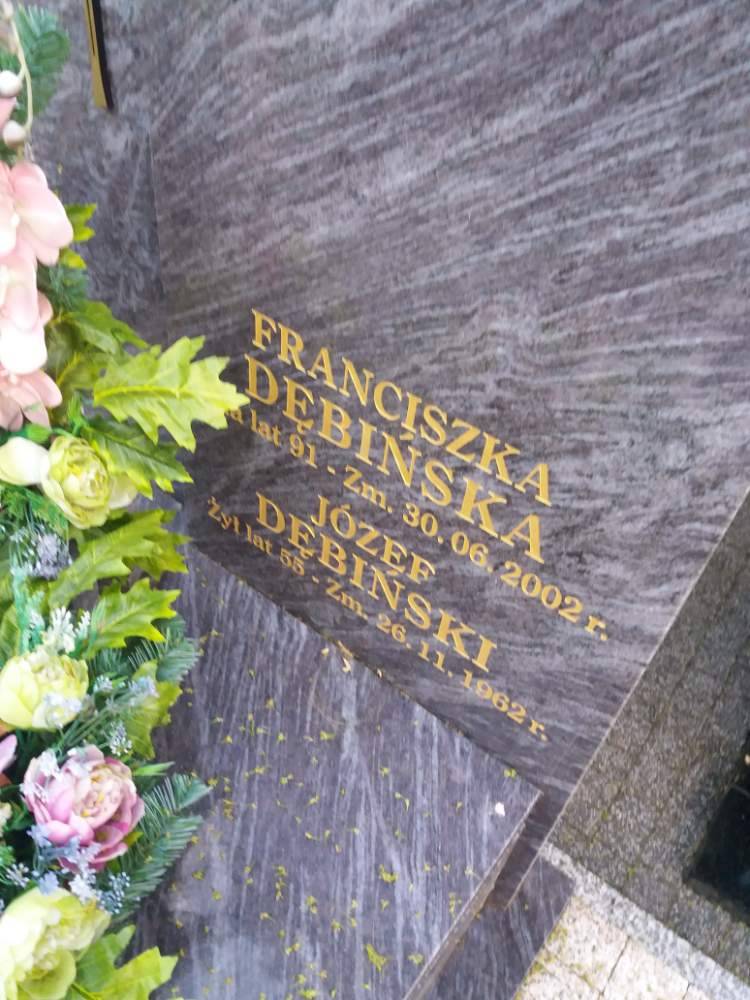 FRANCISZKA
DĘBIŃSKA
lat 91 - Zm. 30. 06. 2002 r.
JÓZEF
DĘBIŃSKI
Żył lat 55 - Zm. 26. 11. 1962 r.